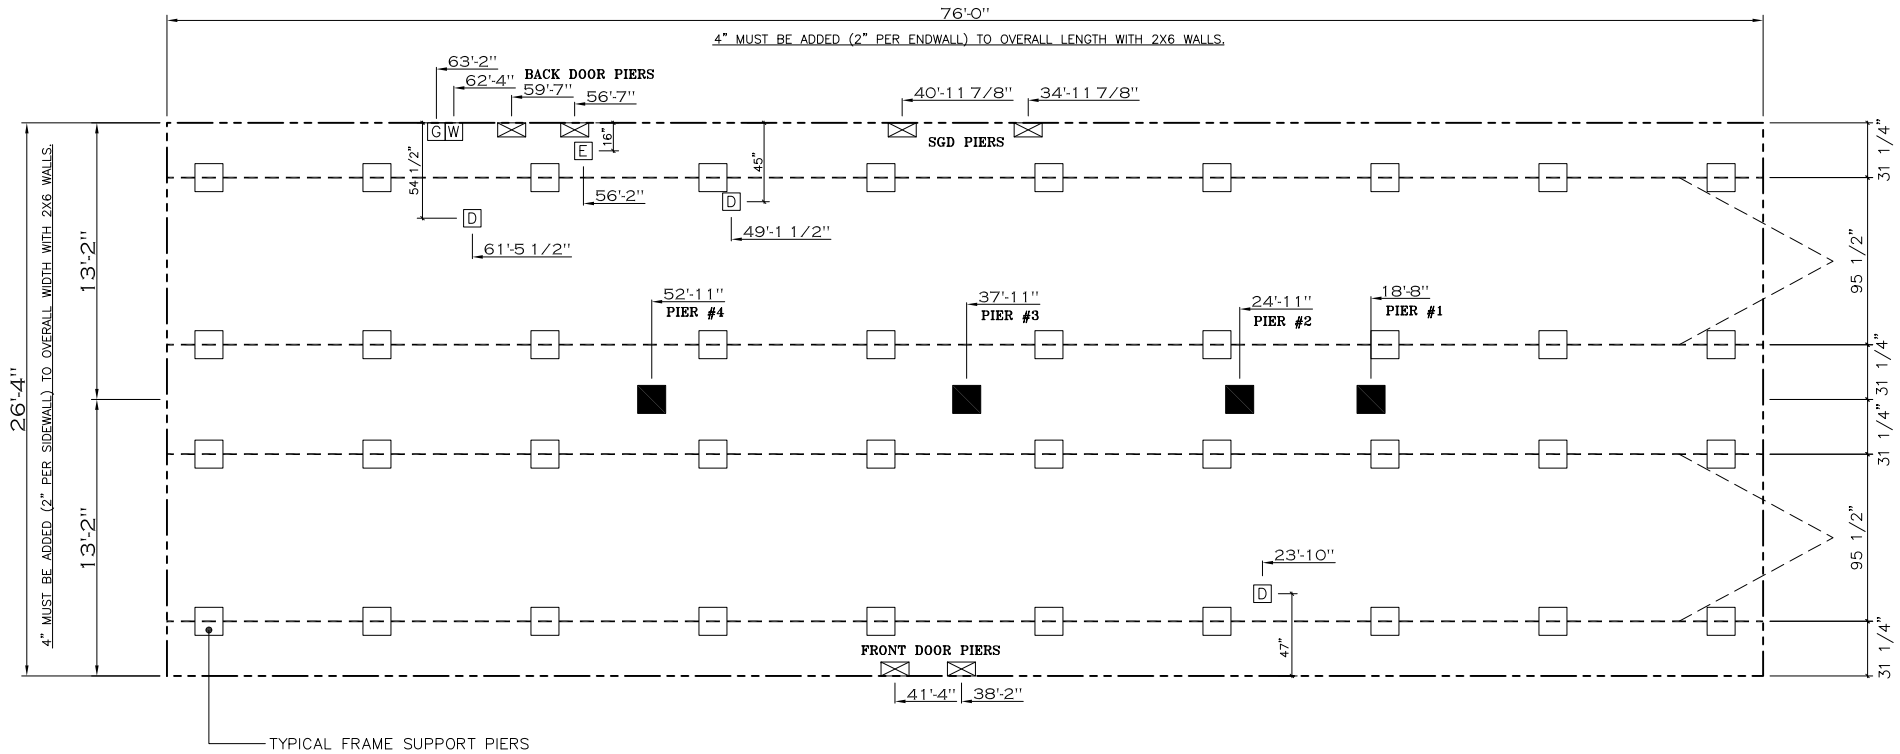 76'-0"
4" MUST BE ADDED (2" PER ENDWALL) TO OVERALL LENGTH WITH 2X6 WALLS.
63'-2"
62'-4"
BACK DOOR PIERS
59'-7"
56'-7"
40'-11 7/8"
34'-11 7/8"
G W
E
16"
SGD PIERS
45"
54 1/2"
31 1/4"
56'-2"
D
D
49'-1 1/2"
61'-5 1/2"
13'-2"
95 1/2"
52'-11"
PIER #4
37'-11"
PIER #3
24'-11"
PIER #2
18'-8"
PIER #1
26'-4"
4" MUST BE ADDED (2" PER SIDEWALL) TO OVERALL WIDTH WITH 2X6 WALLS.
31 1/4"
31 1/4"
13'-2"
95 1/2"
23'-10"
D
47"
31 1/4"
FRONT DOOR PIERS
41'-4"
38'-2"
TYPICAL FRAME SUPPORT PIERS